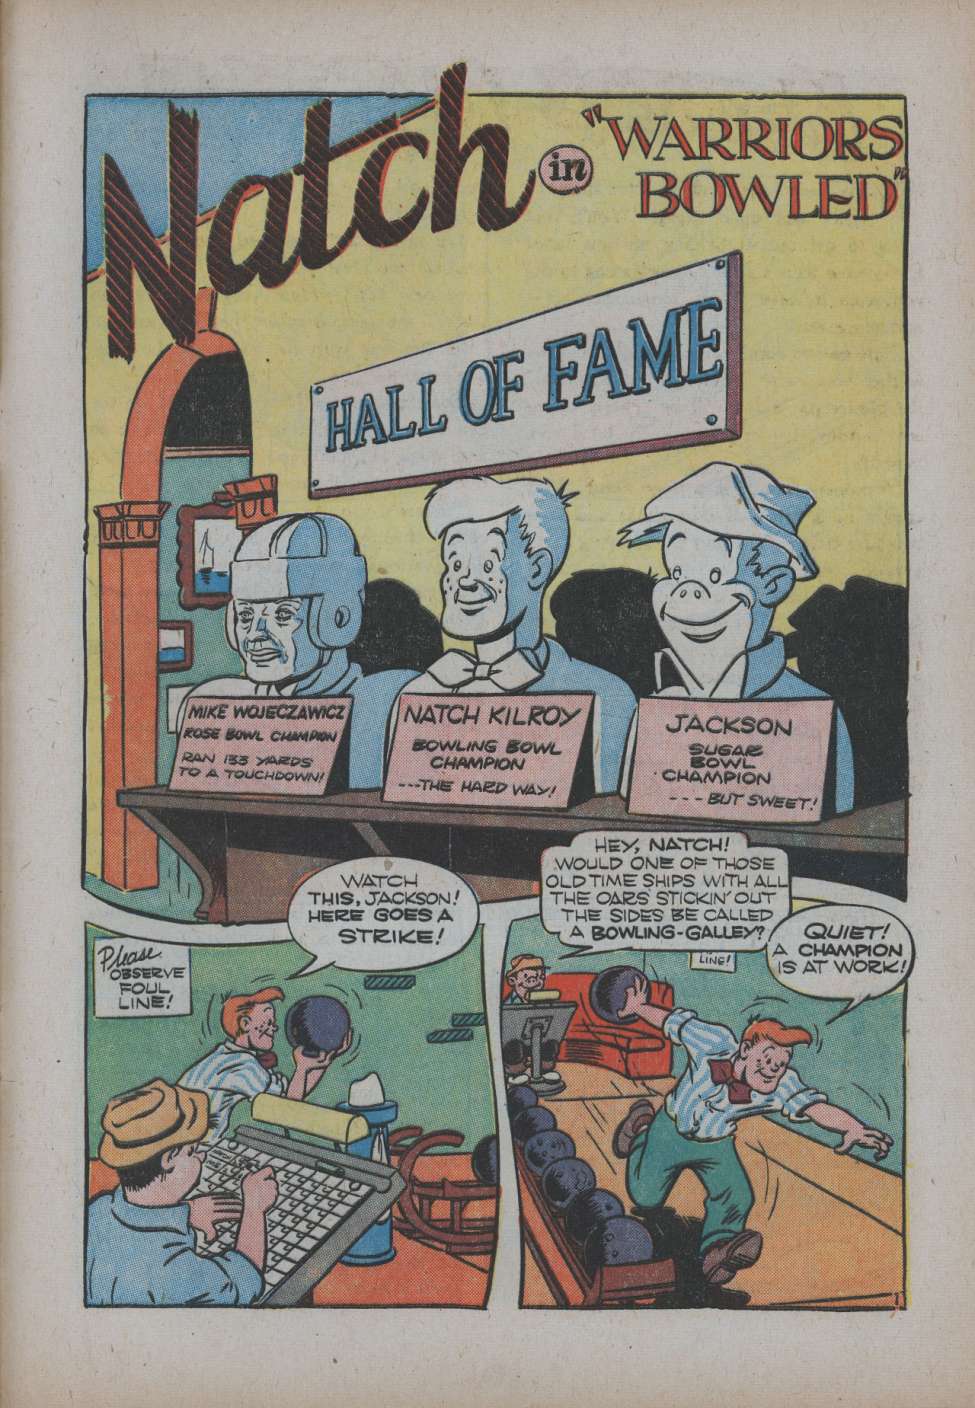 Natch in "WARRIORS
BOWLED"
HALL OF FAME
MIKE WOJECZAWICZ
ROSE BOWL CHAMPION
RAN 133 YARDS
TO A TOUCHDOWN!
NATCH KILROY
BOWLING BOWL
CHAMPION
---THE HARD WAY!
JACKSON
SUGAR
BOWL
CHAMPION
---BUT SWEET!
WATCH
THIS, JACKSON!
HERE GOES A
STRIKE!
Please
OBSERVE
FOUL
LINE!
HEY, NATCH!
WOULD ONE OF THOSE
OLD TIME SHIPS WITH ALL
THE OARS STICKIN' OUT
THE SIDES BE CALLED
A BOWLING-GALLEY?
LINE!
QUIET!
A CHAMPION
IS AT WORK!
1